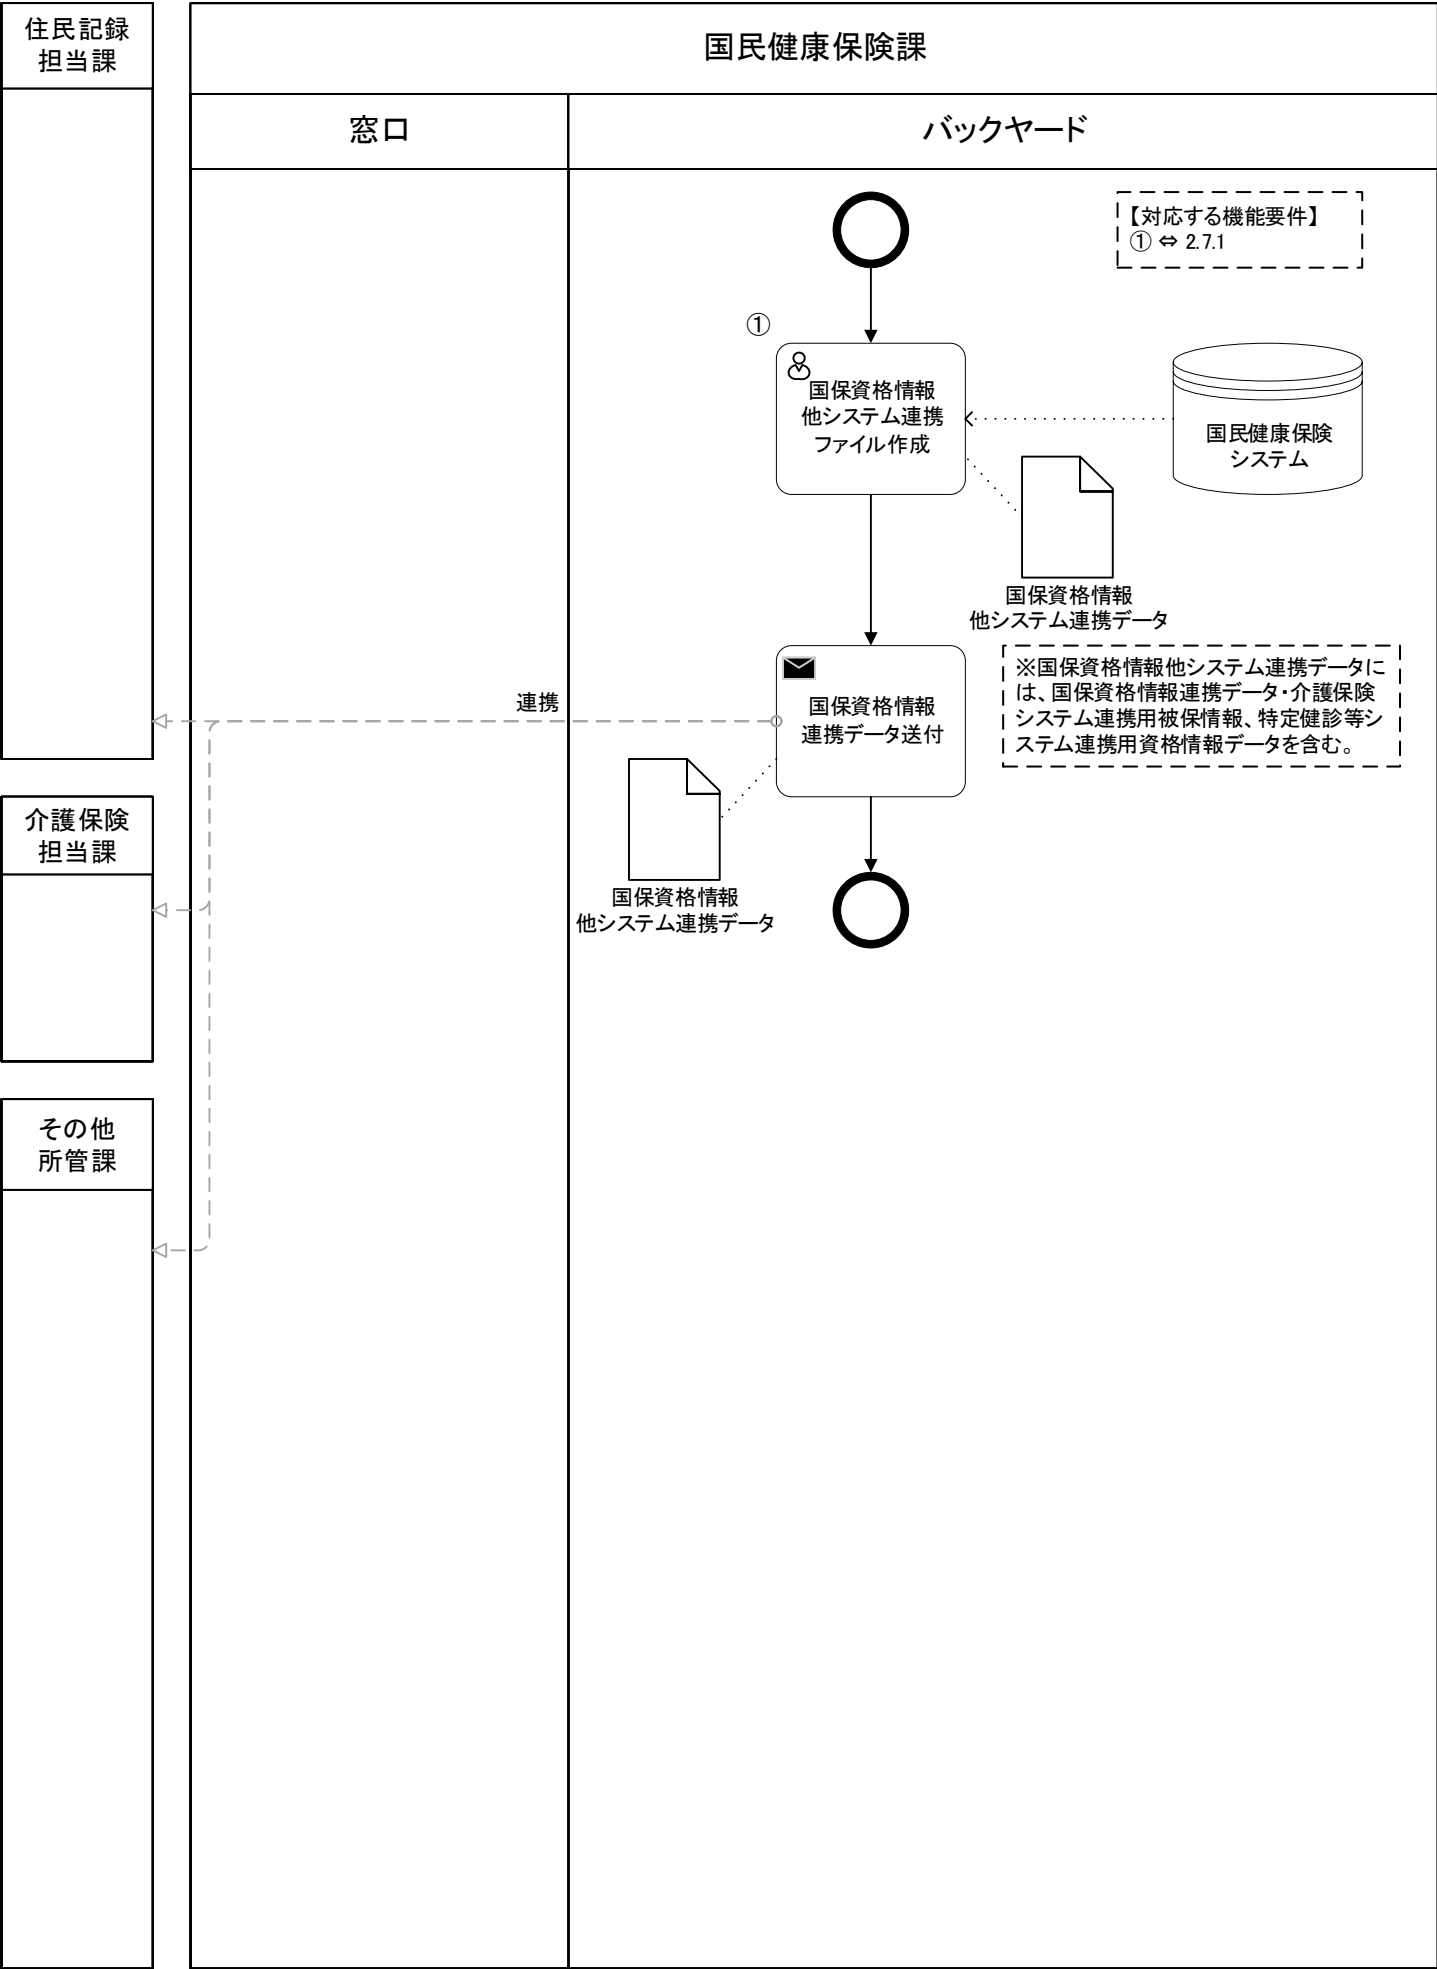 住民記録
担当課
国民健康保険課
窓口
バックヤード
【対応する機能要件】
① ⇔ 2.7.1
①
国保資格情報
他システム連携
ファイル作成
国民健康保険
システム
国保資格情報
他システム連携データ
連携
国保資格情報
連携データ送付
※国保資格情報他システム連携データに
は、国保資格情報連携データ・介護保険
システム連携用被保情報、特定健診等シ
ステム連携用資格情報データを含む。
国保資格情報
他システム連携データ
介護保険
担当課
その他
所管課